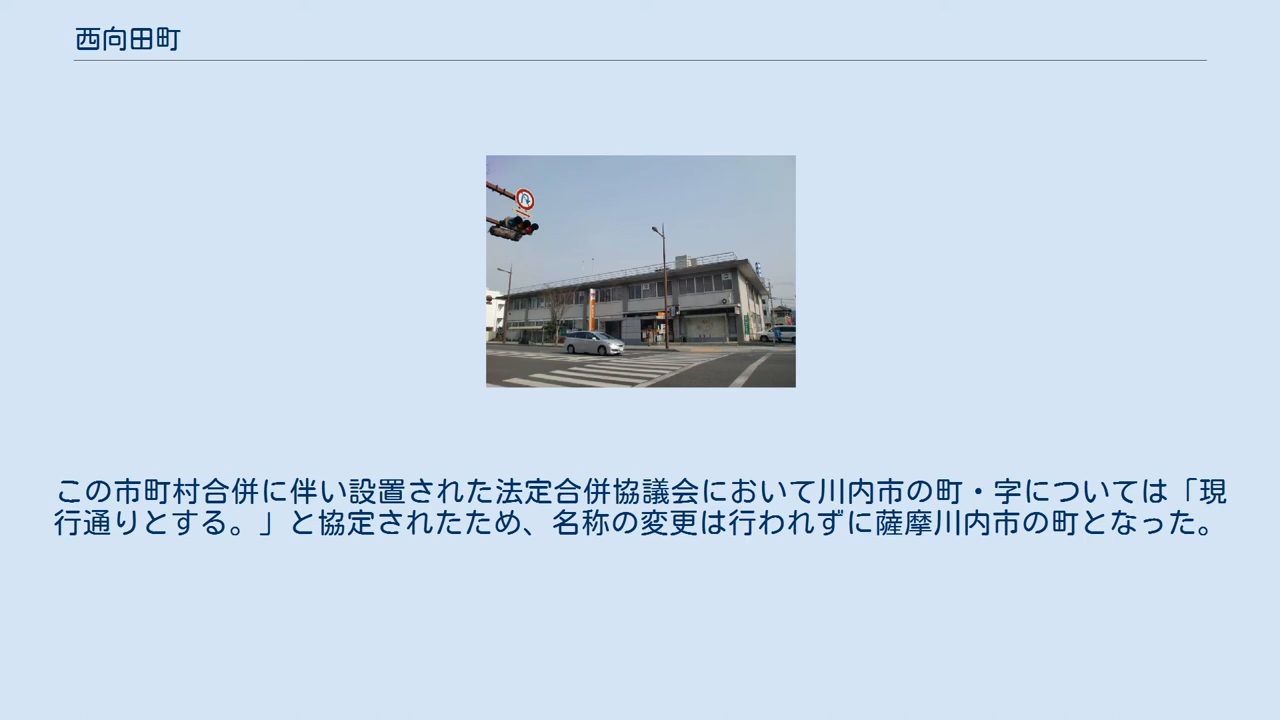 西向田町
この市町村合併に伴い設置された法定合併協議会において川内市の町・字については「現
行通りとする。」と協定されたため、名称の変更は行われずに薩摩川内市の町となった。